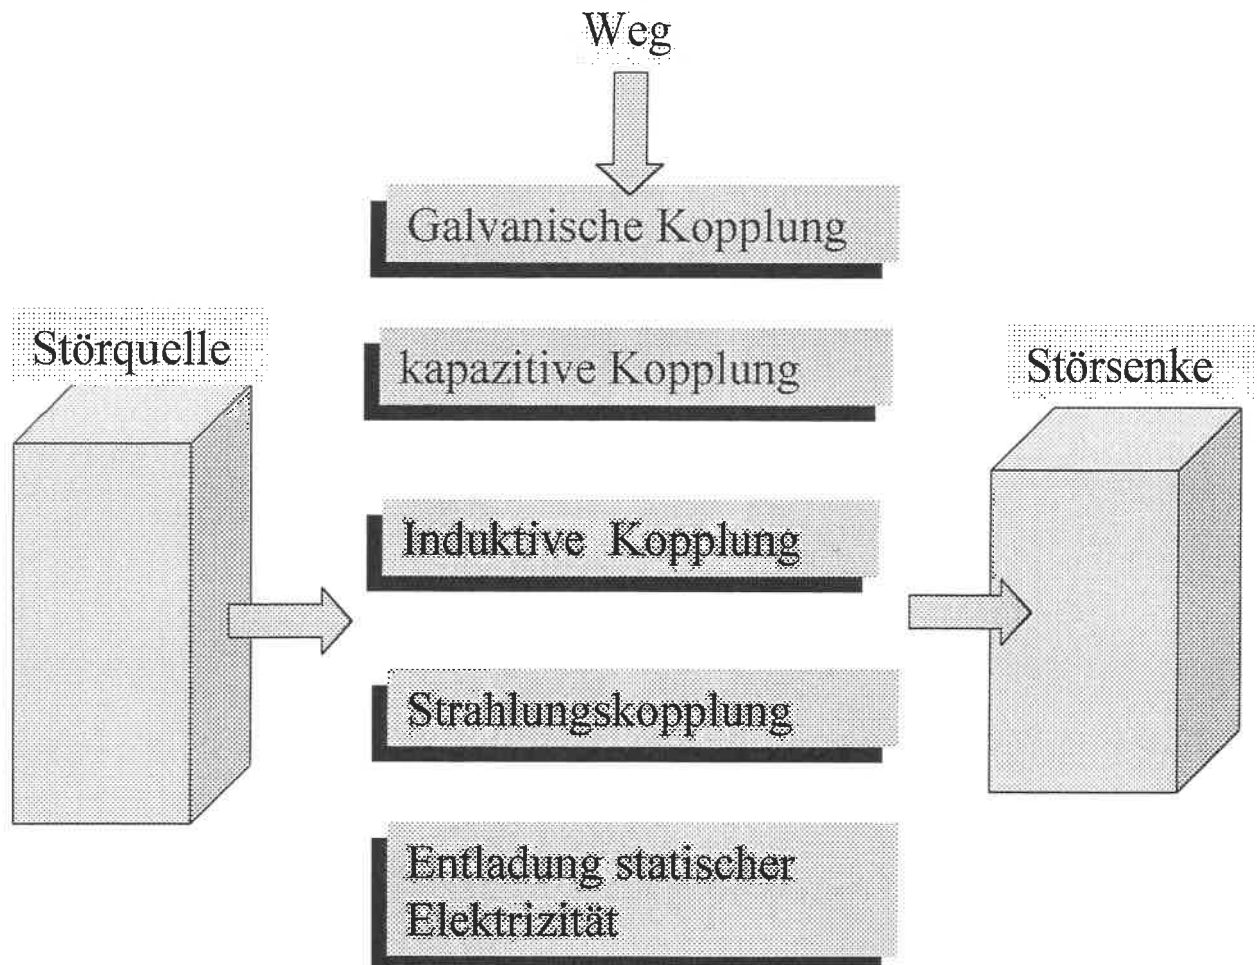 Weg
Galvanische Kopplung
Störquelle
kapazitive Kopplung
Störsenke
Induktive Kopplung
Strahlungskopplung
Entladung statischer
Elektrizität